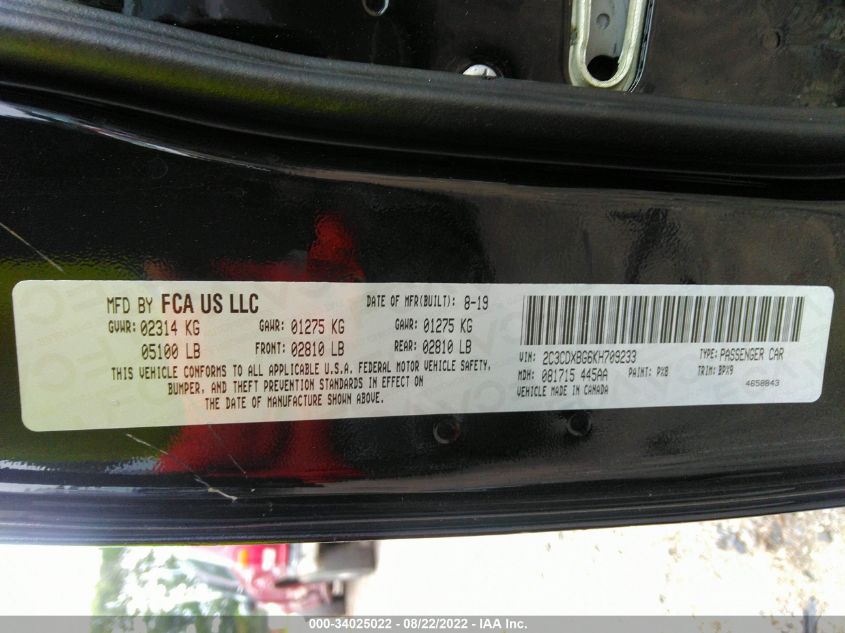 MFD BY FCA US LLC DATE OF MFR(BUILT): 8-19
GVWR: 02314 KG GAWR: 01275 KG GAWR: 01275 KG
05100 LB FRONT: 02810 LB REAR: 02810 LB
THIS VEHICLE CONFORMS TO ALL APPLICABLE U.S.A. FEDERAL MOTOR VEHICLE SAFETY,
BUMPER, AND THEFT PREVENTION STANDARDS IN EFFECT ON
THE DATE OF MANUFACTURE SHOWN ABOVE.
VIN: 2C3CDXBG6KH709233 TYPE: PASSENGER CAR
MDH: 081715 445AA PAINT: PX8 TRIM: BPX9
VEHICLE MADE IN CANADA 4658843
000-34025022 - 08/22/2022 - IAA Inc.